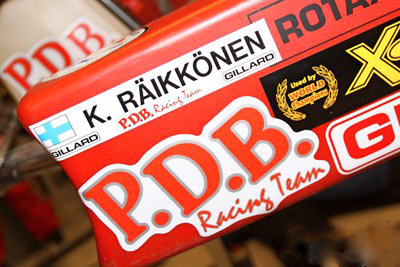 P.D.B.
ROTAX
K. RÄIKKÖNEN
GILLARD
GILLARD
P.D.B. Racing Team
Used by
WORLD
Champions
P.D.B.
Racing Team